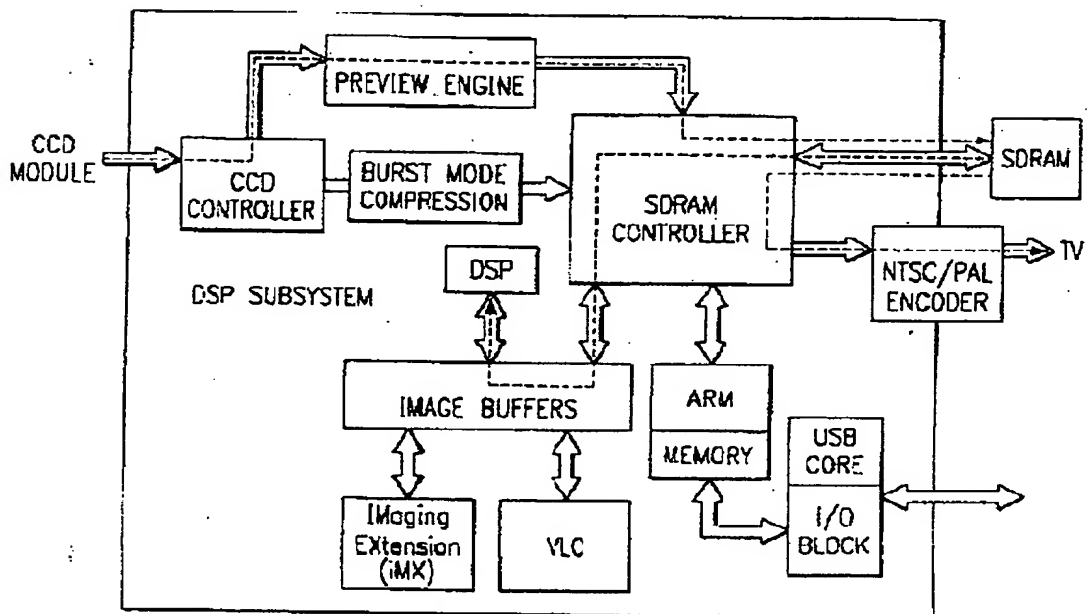 PREVIEW ENGINE
CCD
MODULE
CCD
CONTROLLER
BURST MODE
COMPRESSION
SDRAM
CONTROLLER
SDRAM
NTSC/PAL
ENCODER
TV
DSP
DSP SUBSYSTEM
IMAGE BUFFERS
ARM
MEMORY
USB
CORE
I/O
BLOCK
IMaging
EXtension
(iMX)
VLC